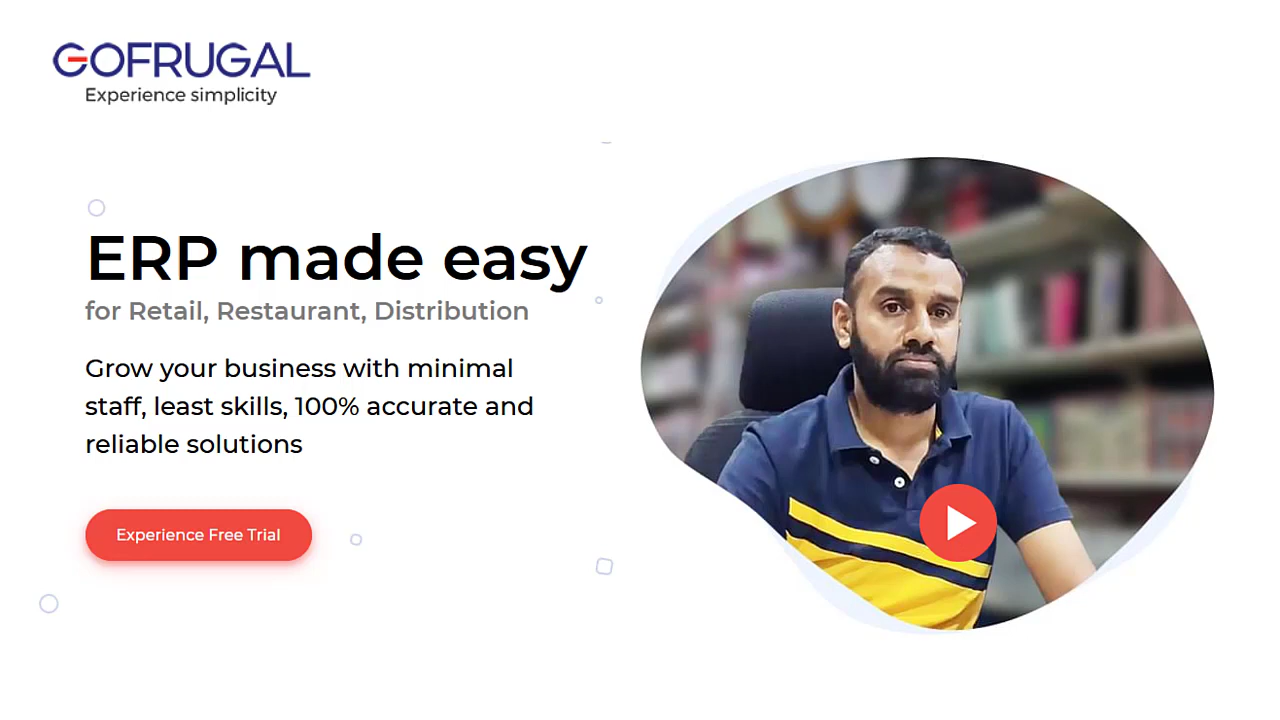 GOFRUGAL
Experience simplicity
ERP made easy
for Retail, Restaurant, Distribution
Grow your business with minimal
staff, least skills, 100% accurate and
reliable solutions
Experience Free Trial